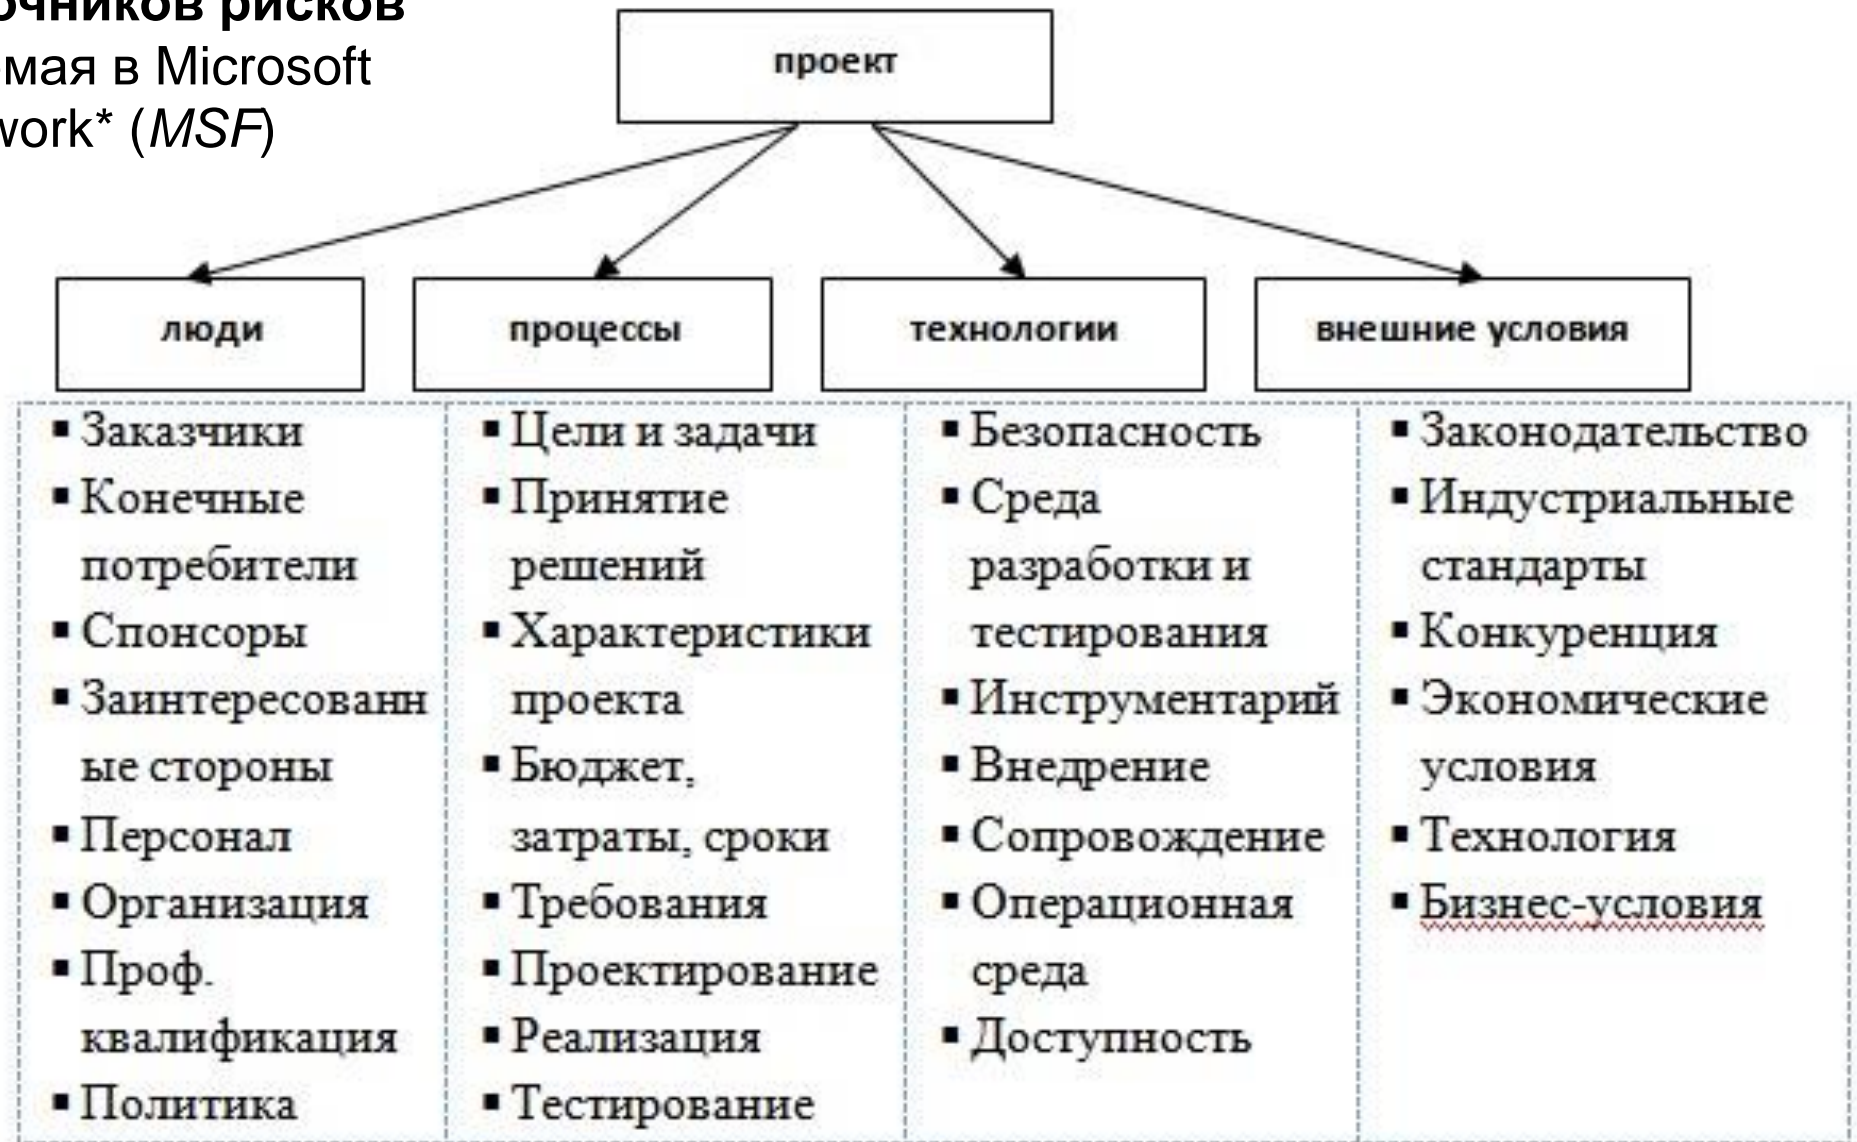 очников рисков
мая в Microsoft
work* (MSF)
проект
люди
процессы
технологии
внешние условия
▪ Заказчики
▪ Конечные
потребители
▪ Спонсоры
▪ Заинтересованн
ые стороны
▪ Персонал
▪ Организация
▪ Проф.
квалификация
▪ Политика
▪ Цели и задачи
▪ Принятие
решений
▪ Характеристики
проекта
▪ Бюджет,
затраты, сроки
▪ Требования
▪ Проектирование
▪ Реализация
▪ Тестирование
▪ Безопасность
▪ Среда
разработки и
тестирования
▪ Инструментарий
▪ Внедрение
▪ Сопровождение
▪ Операционная
среда
▪ Доступность
▪ Законодательство
▪ Индустриальные
стандарты
▪ Конкуренция
▪ Экономические
условия
▪ Технология
▪ Бизнес-условия